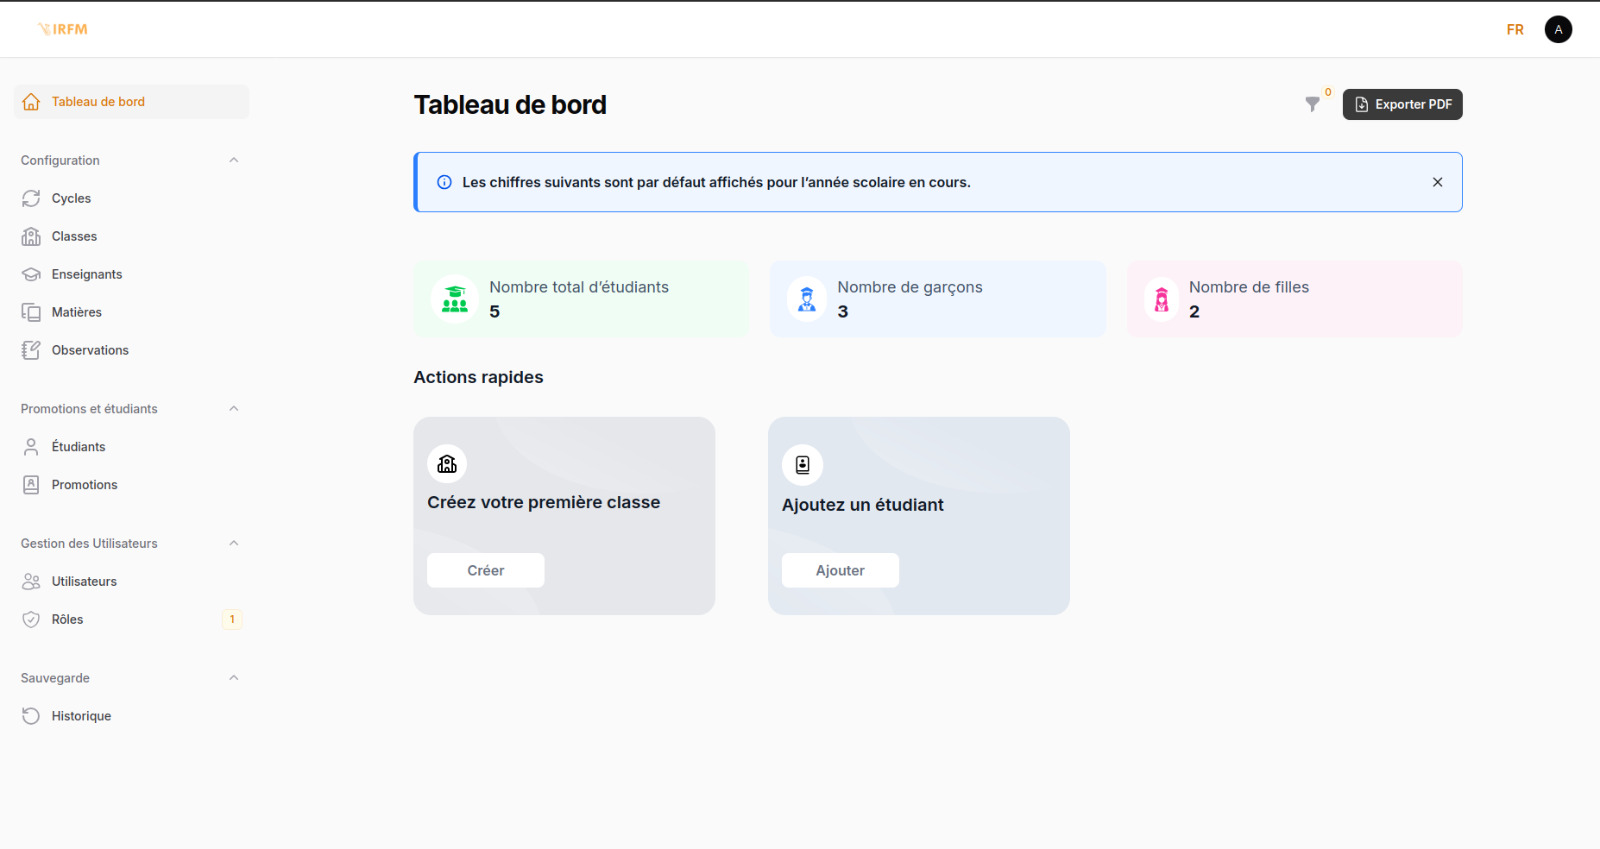 IRFM
FR
A
Tableau de bord
Configuration
Cycles
Classes
Enseignants
Matières
Observations
Promotions et étudiants
Étudiants
Promotions
Gestion des Utilisateurs
Utilisateurs
Rôles
1
Sauvegarde
Historique
Tableau de bord
0
Exporter PDF
Les chiffres suivants sont par défaut affichés pour l’année scolaire en cours.
Nombre total d’étudiants
5
Nombre de garçons
3
Nombre de filles
2
Actions rapides
Créez votre première classe
Créer
Ajoutez un étudiant
Ajouter